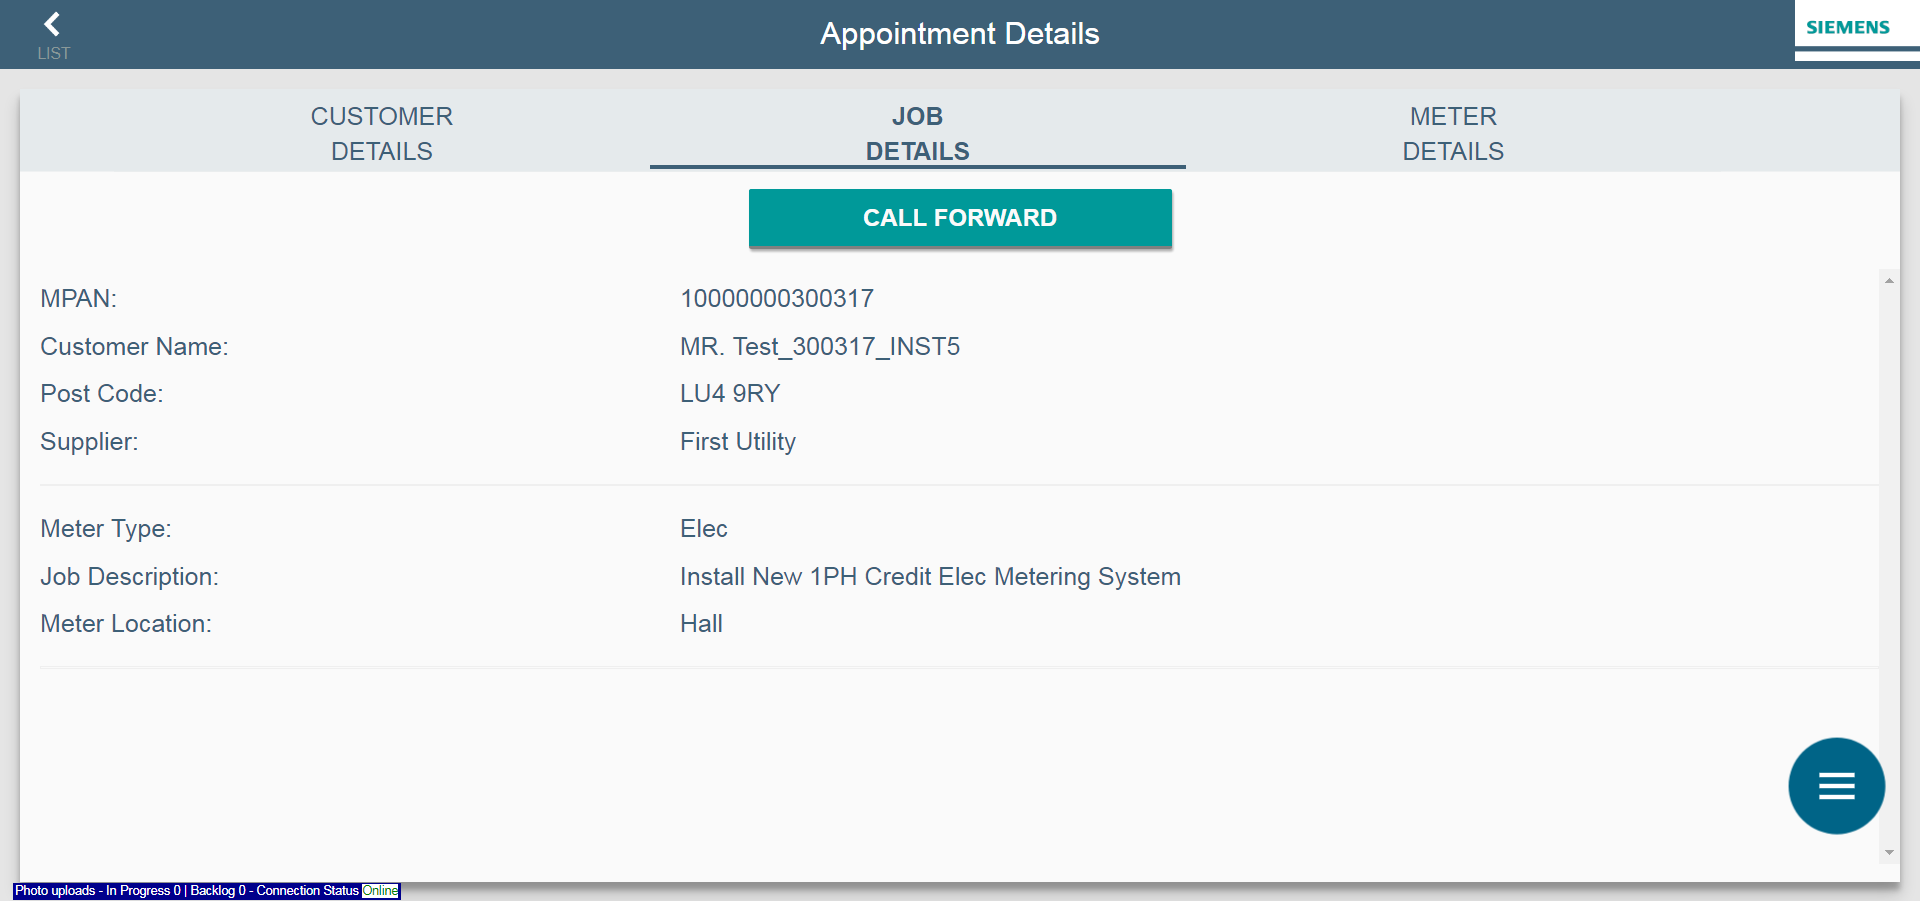 LIST
Appointment Details
SIEMENS
CUSTOMER
DETAILS
JOB
DETAILS
METER
DETAILS
CALL FORWARD
MPAN: 10000000300317
Customer Name: MR. Test_300317_INST5
Post Code: LU4 9RY
Supplier: First Utility
Meter Type: Elec
Job Description: Install New 1PH Credit Elec Metering System
Meter Location: Hall
Photo uploads - In Progress 0 | Backlog 0 - Connection Status Online